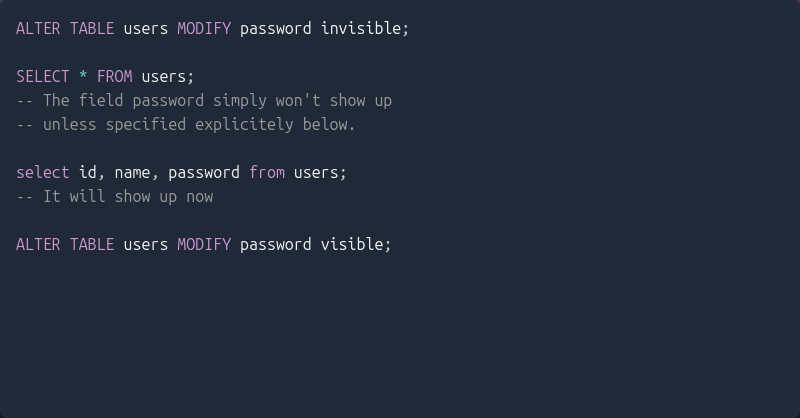 ALTER TABLE users MODIFY password invisible;
SELECT * FROM users;
-- The field password simply won't show up
-- unless specified explicitely below.
select id, name, password from users;
-- It will show up now
ALTER TABLE users MODIFY password visible;